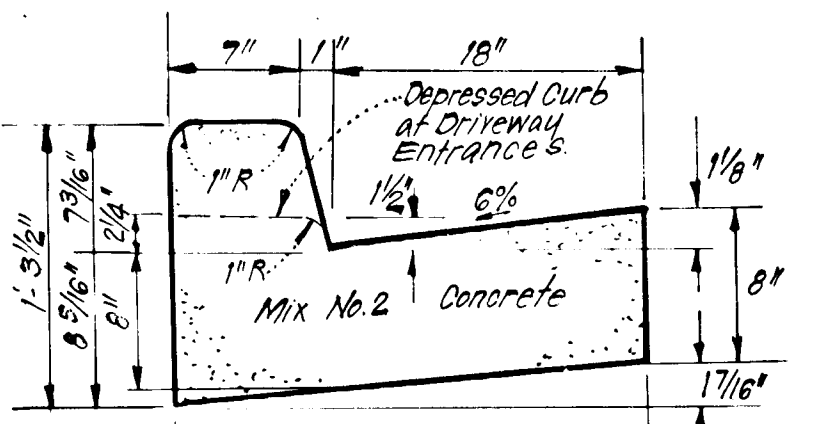 7" 1" 18"
Depressed Curb
at Driveway
Entrances.
1" R
1½"
6%
1⅛"
1'-3½"
7 3/16"
2¼"
8 5/16"
8"
1" R
Mix No. 2 Concrete
8"
1 7/16"